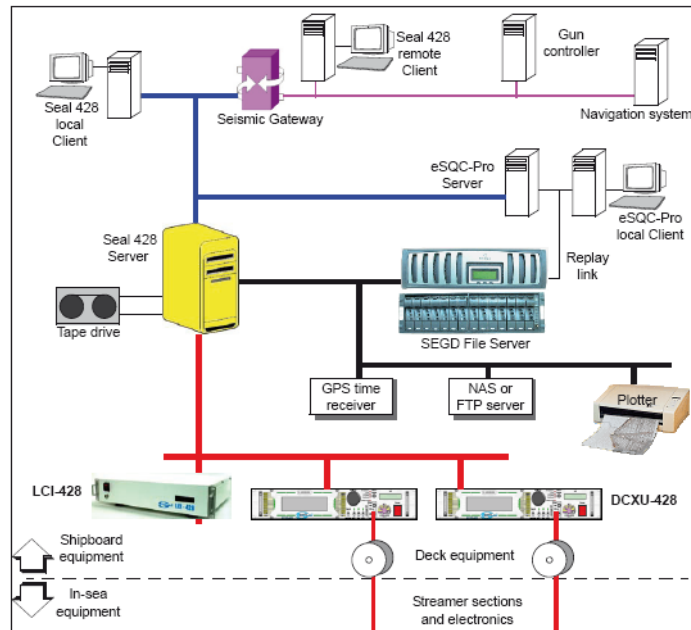 Seal 428
remote
Client
Gun
controller
Seal 428
local
Client
Seismic Gateway
Navigation system
eSQC-Pro
Server
eSQC-Pro
local Client
Seal 428
Server
Replay
link
Tape drive
SEGD File Server
GPS time
receiver
NAS or
FTP server
Plotter
LCI-428
DCXU-428
Shipboard
equipment
Deck equipment
In-sea
equipment
Streamer sections
and electronics